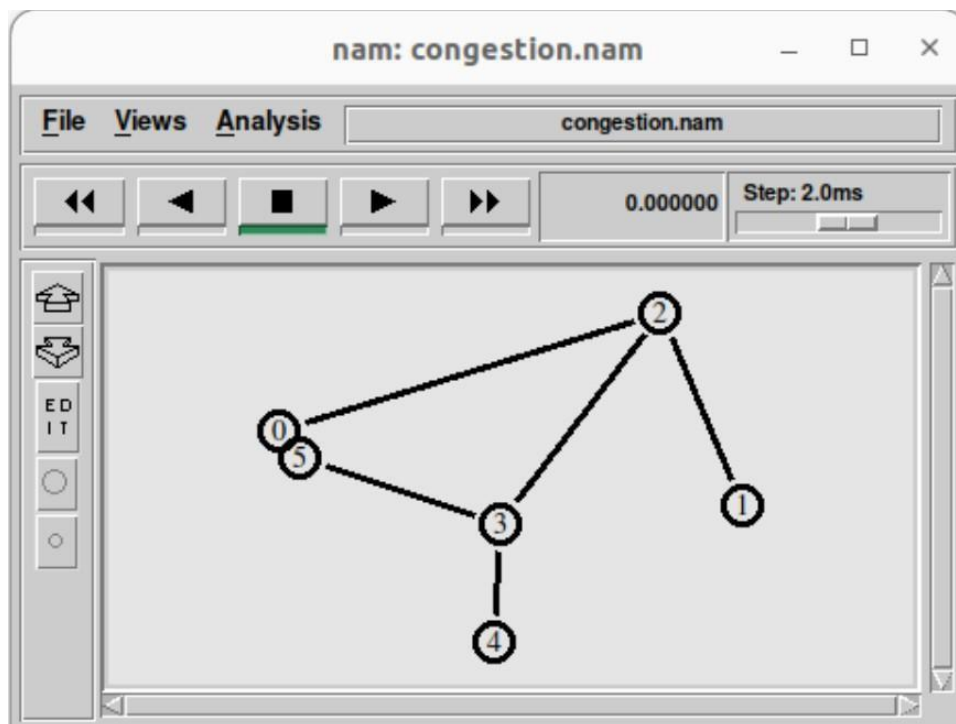 nam: congestion.nam
File Views Analysis congestion.nam
0.000000 Step: 2.0ms
ED
IT
2
0
5
1
3
4